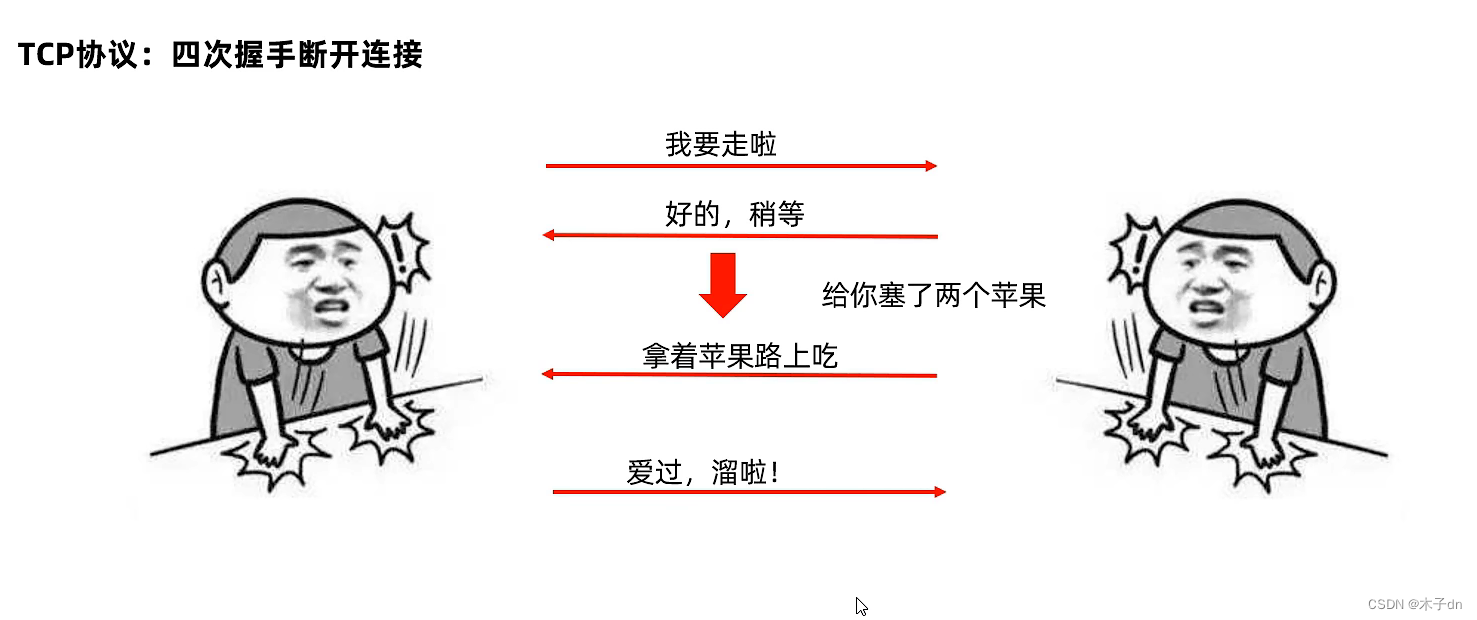 TCP协议：四次握手断开连接
我要走啦
好的，稍等
给你塞了两个苹果
拿着苹果路上吃
爱过，溜啦！
CSDN @木子dn